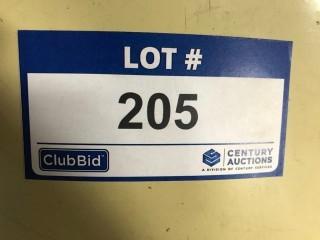 LOT #
205
ClubBid
CENTURY
AUCTIONS
A DIVISION OF CENTURY SERVICES